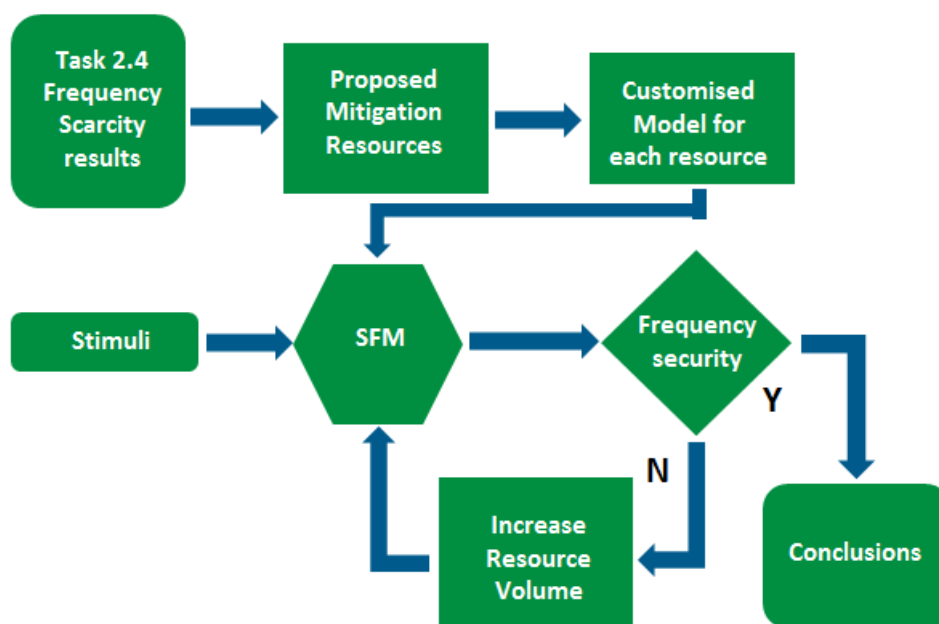 Task 2.4
Frequency
Scarcity
results
Proposed
Mitigation
Resources
Customised
Model for
each resource
Stimuli
SFM
Frequency
security
Y
N
Increase
Resource
Volume
Conclusions